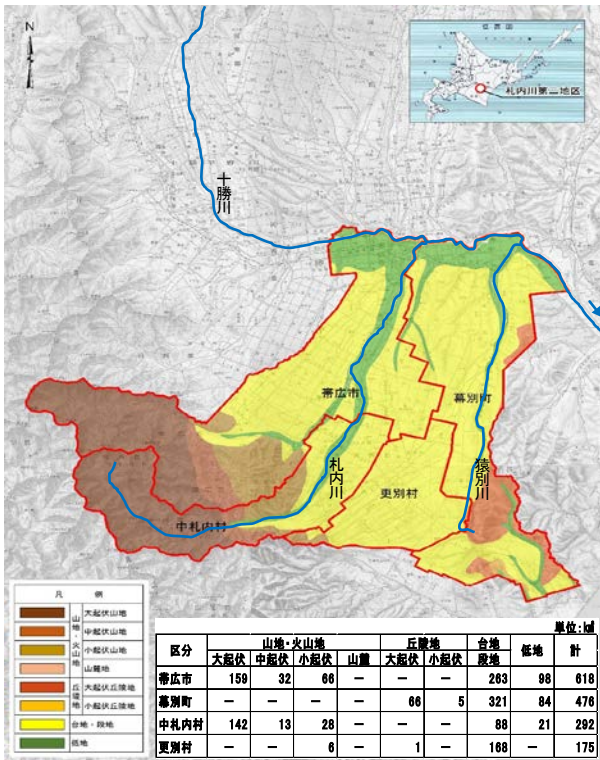 N
位置図
札内川第二地区
十勝川
帯広市
幕別町
札内川
更別村
猿別川
中札内村
凡 例
山地・火山地
大起伏山地
中起伏山地
小起伏山地
山麓地
丘陵地
大起伏丘陵地
小起伏丘陵地
台地・段地
低地
単位:㎢
区分 山地・火山地 丘陵地 台地 低地 計
大起伏 中起伏 小起伏 山麓 大起伏 小起伏 段地
帯広市 159 32 66 — — — 263 98 618
幕別町 — — — — 66 5 321 84 476
中札内村 142 13 28 — — — 88 21 292
更別村 — — 6 — 1 — 168 — 175